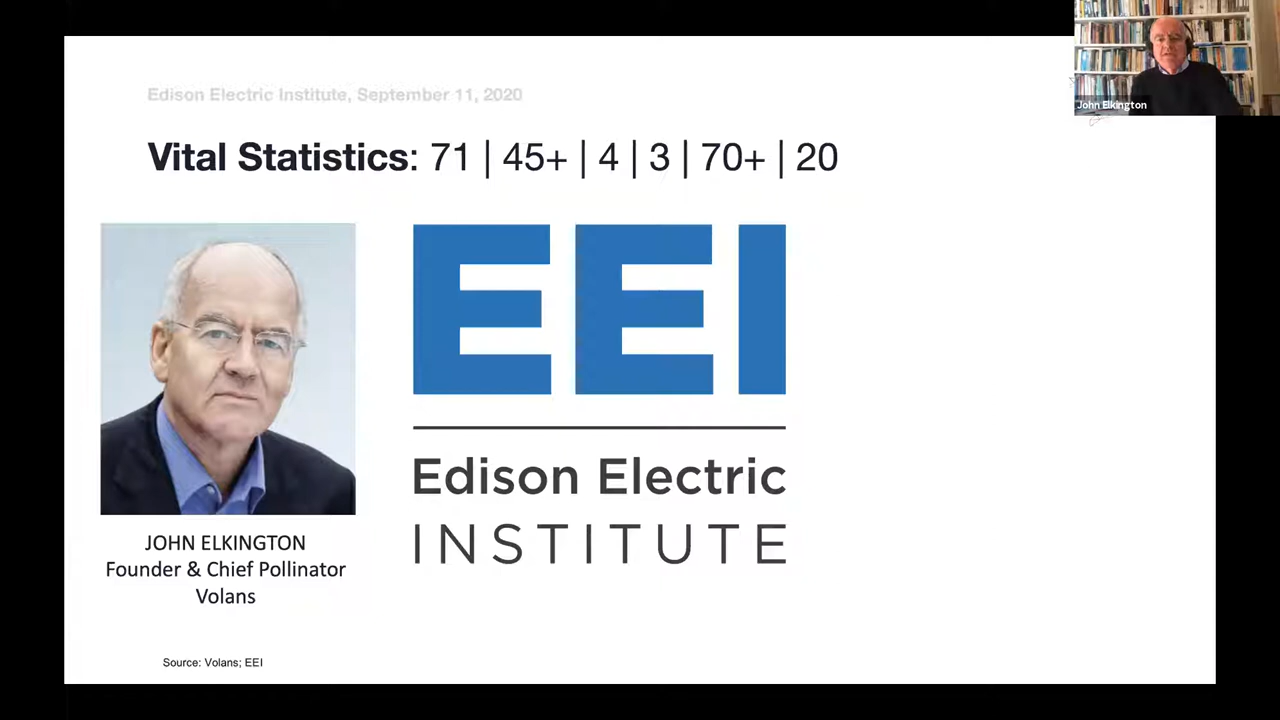 Edison Electric Institute, September 11, 2020
Vital Statistics: 71 | 45+ | 4 | 3 | 70+ | 20
John Elkington
EEI
Edison Electric
INSTITUTE
JOHN ELKINGTON
Founder & Chief Pollinator
Volans
Source: Volans; EEI